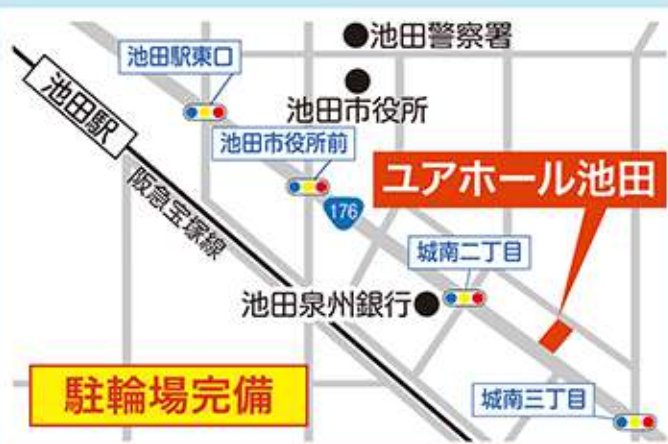 ●池田警察署
池田駅東口
池田駅
池田市役所
池田市役所前
ユアホール池田
阪急宝塚線
176
城南二丁目
池田泉州銀行●
駐輪場完備
城南三丁目